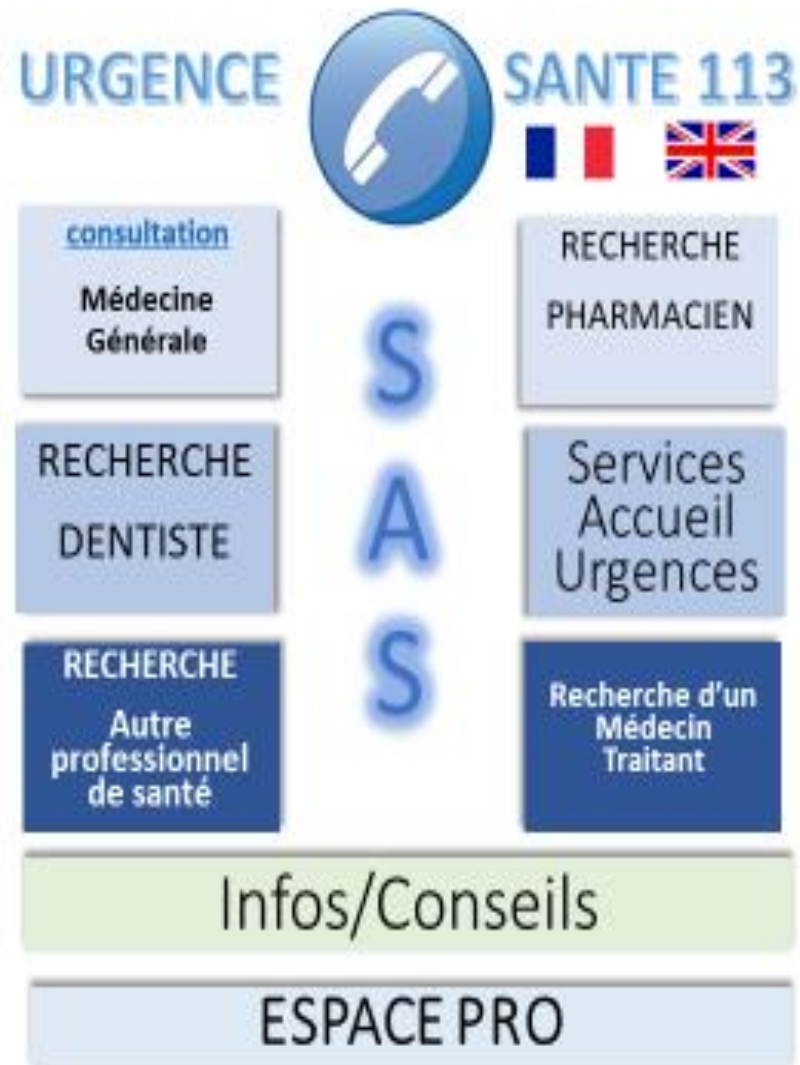 URGENCE SANTE 113
consultation
Médecine
Générale
RECHERCHE
PHARMACIEN
S
A
S
RECHERCHE
DENTISTE
Services
Accueil
Urgences
RECHERCHE
Autre
professionnel
de santé
Recherche d'un
Médecin
Traitant
Infos/Conseils
ESPACE PRO